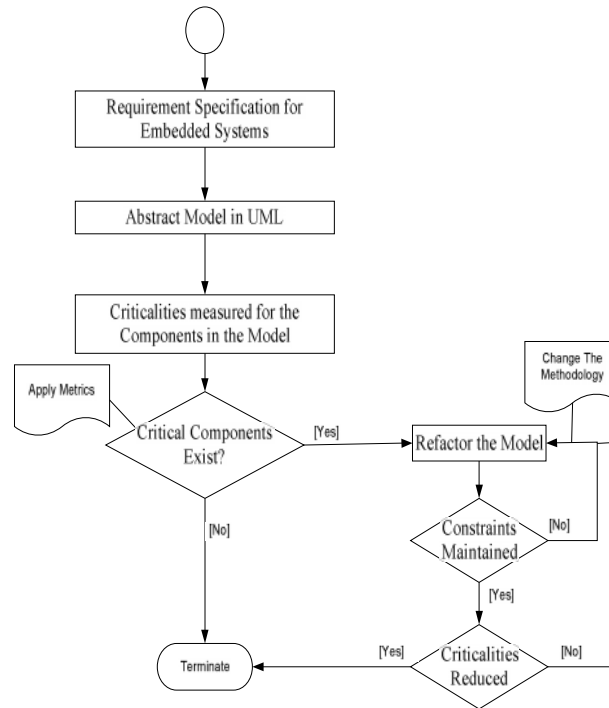 Requirement Specification for
Embedded Systems
Abstract Model in UML
Criticalities measured for the
Components in the Model
Change The
Methodology
Apply Metrics
Critical Components
Exist?
[Yes]
Refactor the Model
[No]
Constraints
Maintained
[No]
[Yes]
Terminate
[Yes]
Criticalities
Reduced
[No]